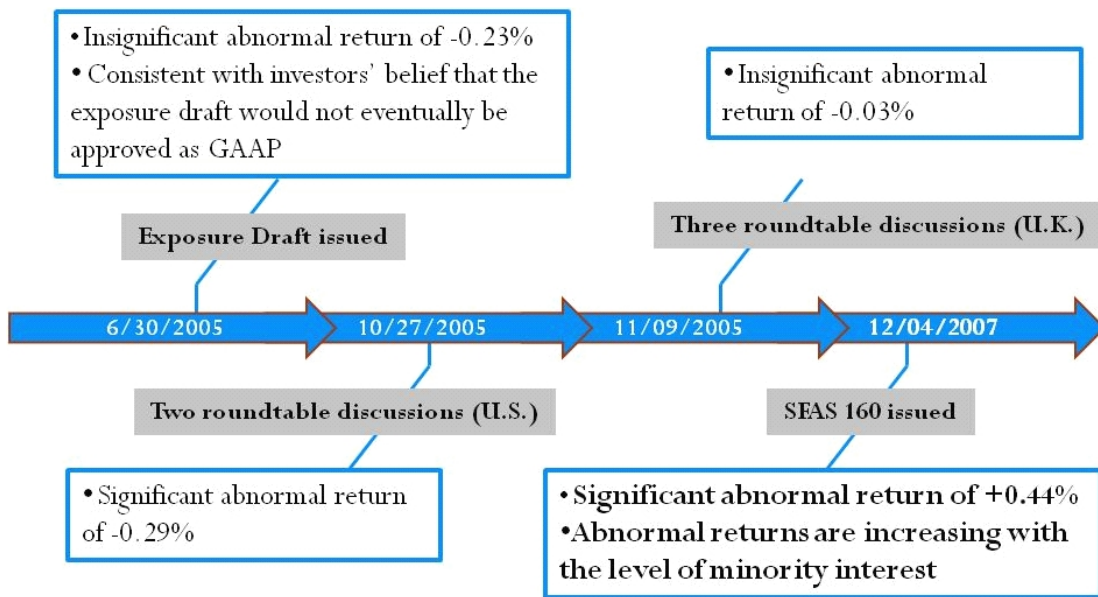 • Insignificant abnormal return of -0.23%
• Consistent with investors' belief that the
exposure draft would not eventually be
approved as GAAP
• Insignificant abnormal
return of -0.03%
Exposure Draft issued
Three roundtable discussions (U.K.)
6/30/2005
10/27/2005
11/09/2005
12/04/2007
Two roundtable discussions (U.S.)
SFAS 160 issued
• Significant abnormal return
of -0.29%
• Significant abnormal return of +0.44%
• Abnormal returns are increasing with
the level of minority interest